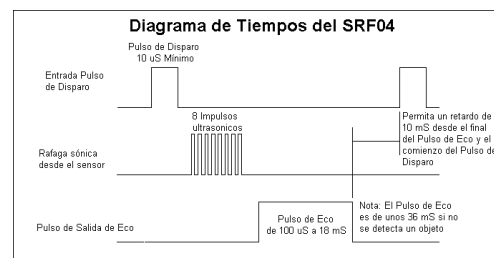 Diagrama de Tiempos del SRF04
Pulso de Disparo
10 uS Mínimo
Entrada Pulso
de Disparo
8 Impulsos
ultrasonicos
Permita un retardo de
10 mS desde el final
del Pulso de Eco y el
comienzo del Pulso de
Disparo
Rafaga sónica
desde el sensor
Pulso de Salida de Eco
Pulso de Eco
de 100 uS a 18 mS
Nota: El Pulso de Eco
es de unos 36 mS si no
se detecta un objeto